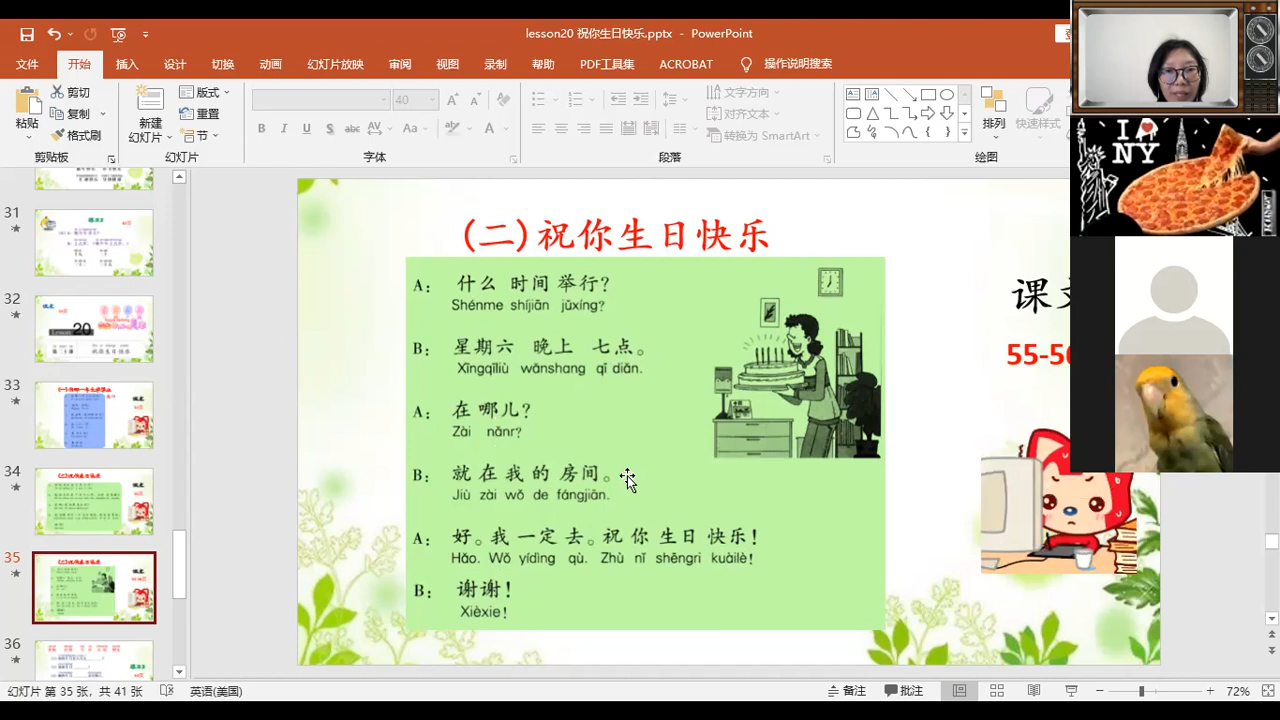 lesson20 祝你生日快乐.pptx - PowerPoint
文件 开始 插入 设计 切换 动画 幻灯片放映 审阅 视图 录制 帮助 PDF工具集 ACROBAT 操作说明搜索
粘贴
剪切
复制
格式刷
新建
幻灯片
版式
重置
节
40
文字方向
对齐文本
转换为 SmartArt
排列
快速样式
剪贴板 幻灯片 字体 段落 绘图
I
NY
31
32
33
34
35
36
(二)祝你生日快乐
A： 什么 时间 举行?
Shénme shíjiān jǔxíng?
B： 星期六 晚上 七点。
Xīngqīliù wǎnshang qī diǎn.
A： 在 哪儿?
Zài nǎnr?
B： 就 在 我 的 房间。
Jiù zài wǒ de fángjiān.
A： 好。我 一定 去。祝 你 生日 快乐！
Hǎo. Wǒ yídìng qù. Zhù nǐ shēngri kuàilè!
B： 谢谢！
Xièxie!
幻灯片 第 35 张，共 41 张 英语(美国) 备注 批注 72%